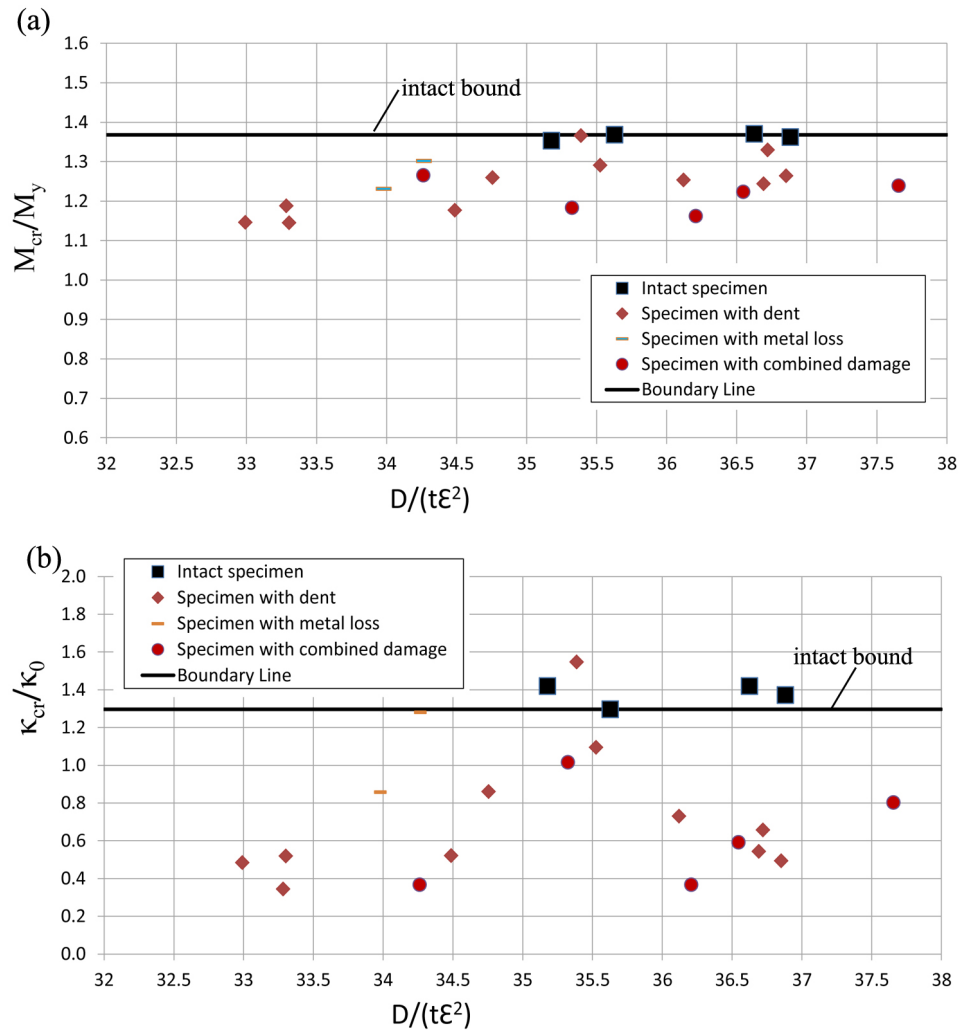 (a)
1.6
1.5
intact bound
1.4
1.3
1.2
1.1
1.0
0.9
0.8
0.7
0.6
Mcr/My
Intact specimen
Specimen with dent
Specimen with metal loss
Specimen with combined damage
Boundary Line
32 32.5 33 33.5 34 34.5 35 35.5 36 36.5 37 37.5 38
D/(tƐ²)
(b)
Intact specimen
Specimen with dent
Specimen with metal loss
Specimen with combined damage
Boundary Line
2.0
1.8
1.6
intact bound
1.4
1.2
1.0
0.8
0.6
0.4
0.2
0.0
κcr/κ0
32 32.5 33 33.5 34 34.5 35 35.5 36 36.5 37 37.5 38
D/(tƐ²)